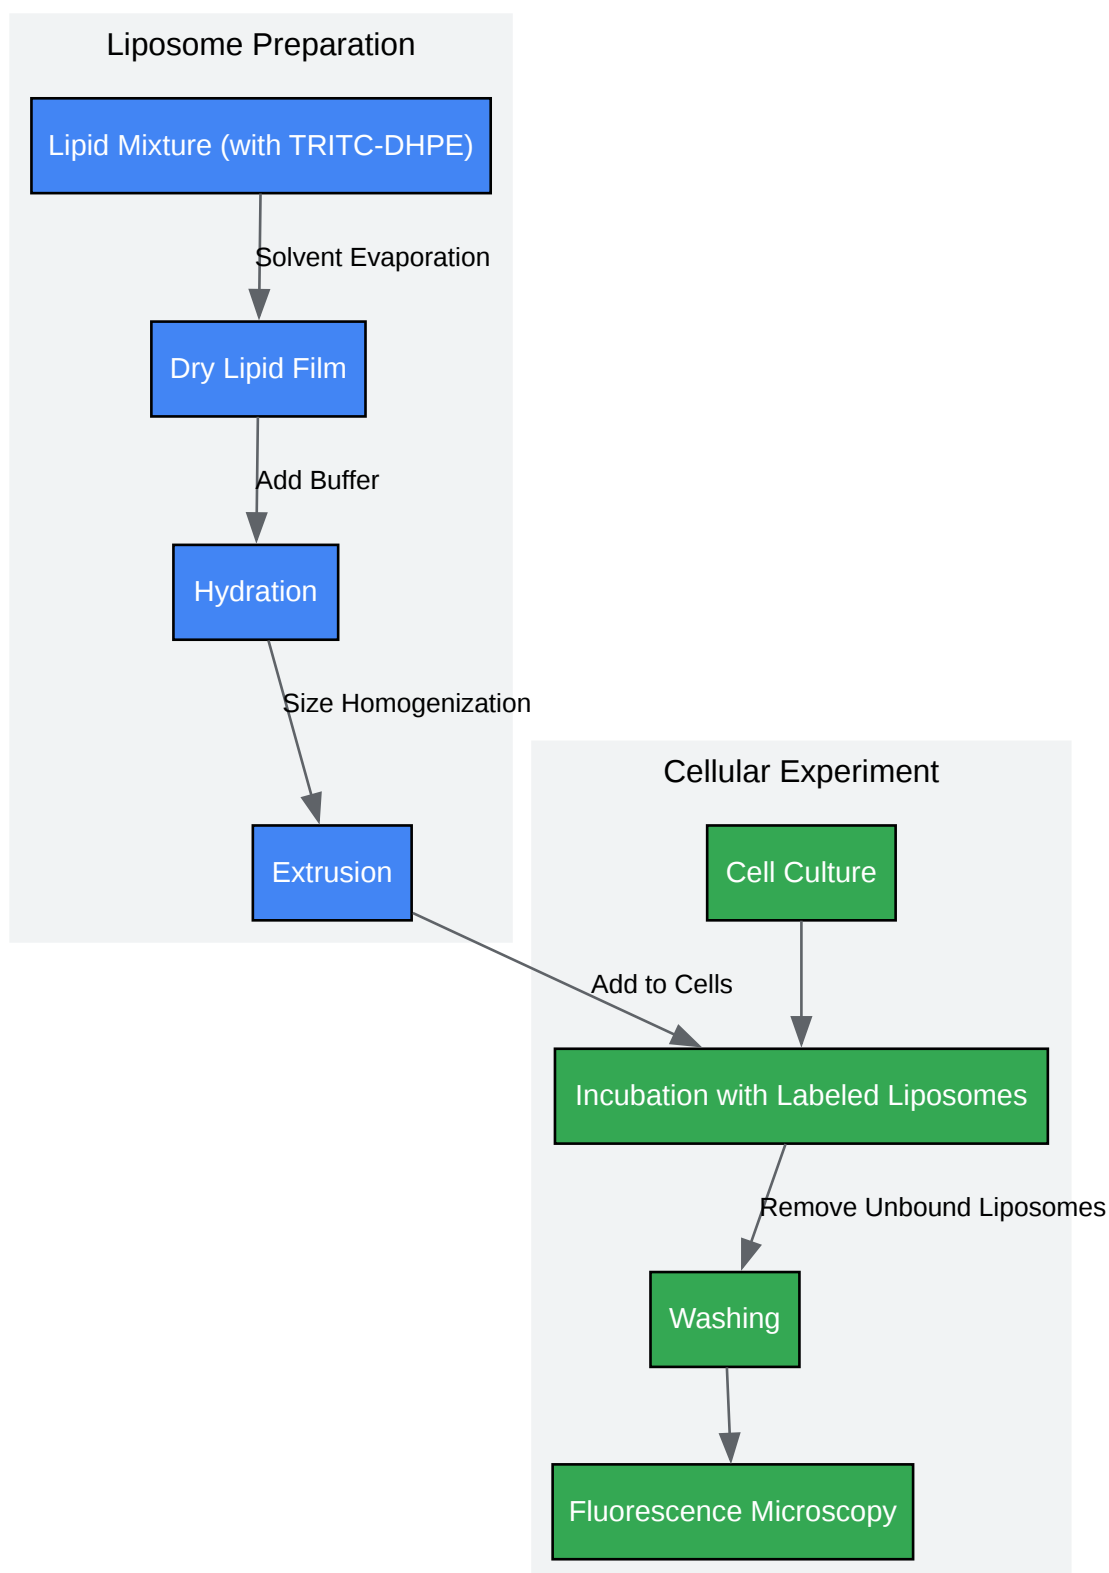 Liposome Preparation
Lipid Mixture (with TRITC-DHPE)
Solvent Evaporation
Dry Lipid Film
Add Buffer
Hydration
Size Homogenization
Extrusion
Cellular Experiment
Cell Culture
Add to Cells
Incubation with Labeled Liposomes
Remove Unbound Liposomes
Washing
Fluorescence Microscopy